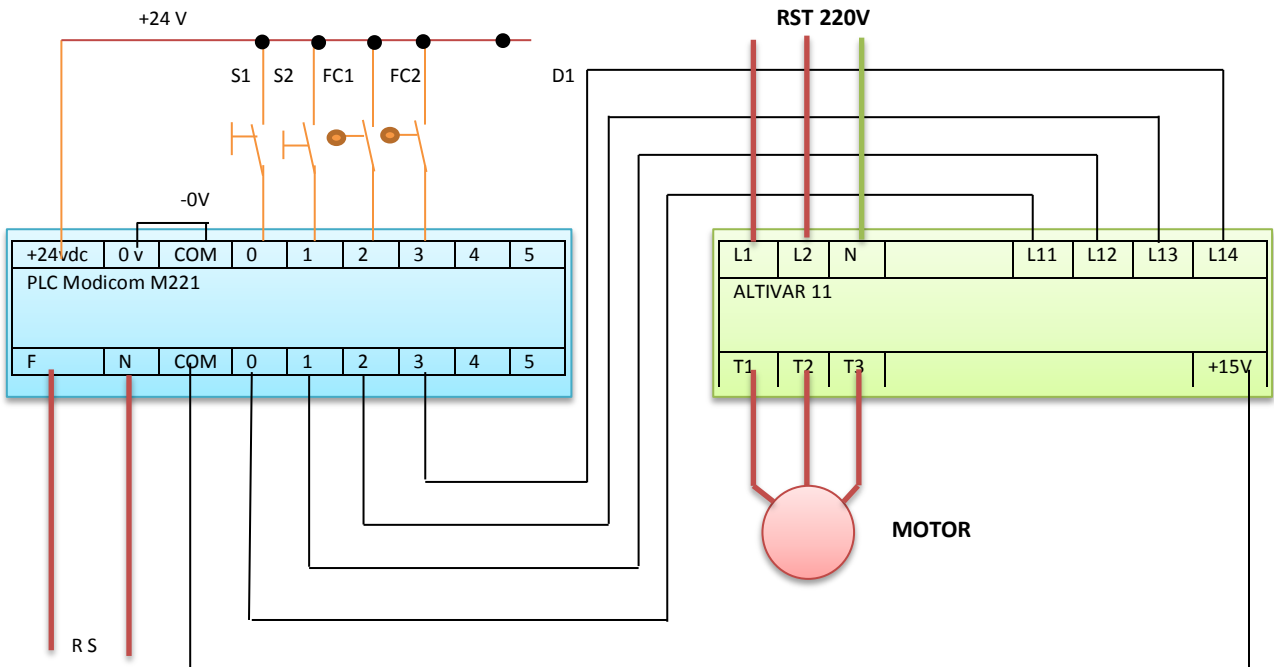 +24 V
RST 220V
S1 S2 FC1 FC2 D1
-0V
+24vdc 0 v COM 0 1 2 3 4 5
PLC Modicom M221
F N COM 0 1 2 3 4 5
L1 L2 N L11 L12 L13 L14
ALTIVAR 11
T1 T2 T3 +15V
MOTOR
R S